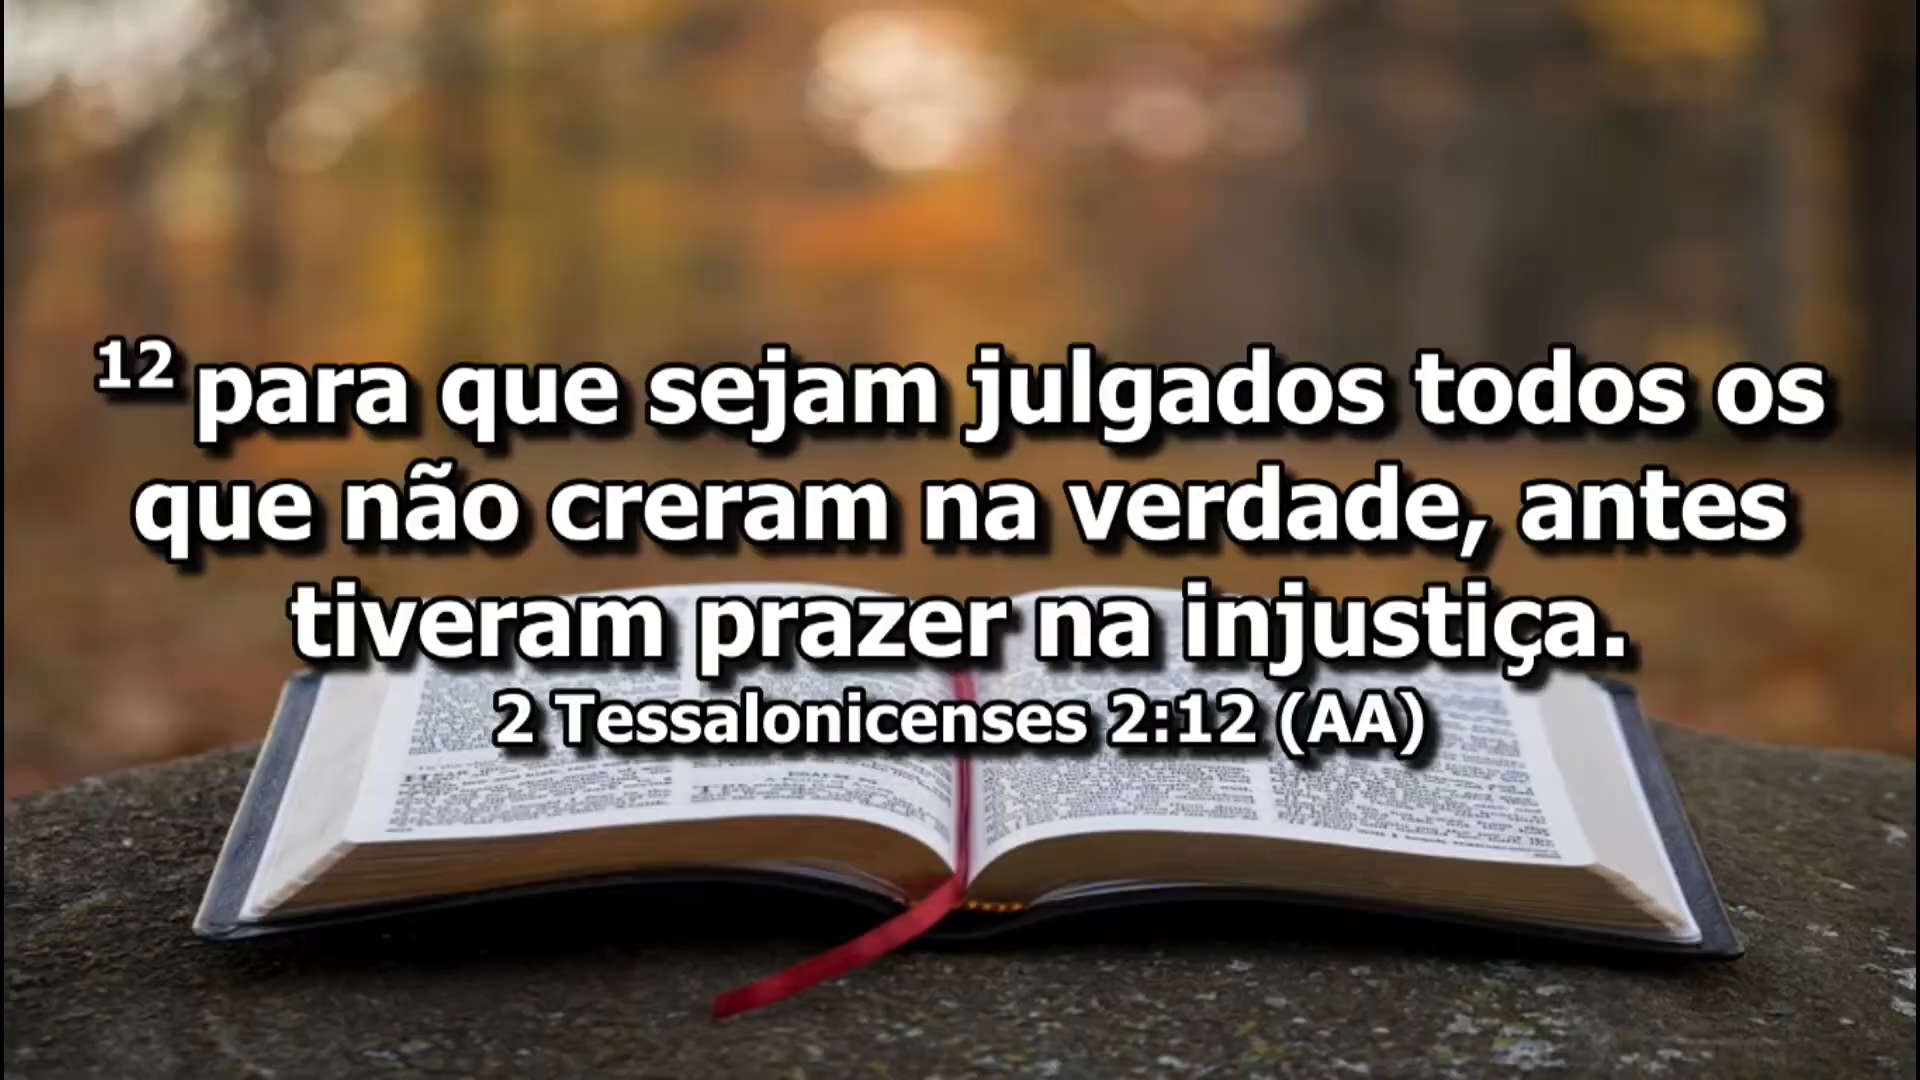 12 para que sejam julgados todos os
que não creram na verdade, antes
tiveram prazer na injustiça.
2 Tessalonicenses 2:12 (AA)